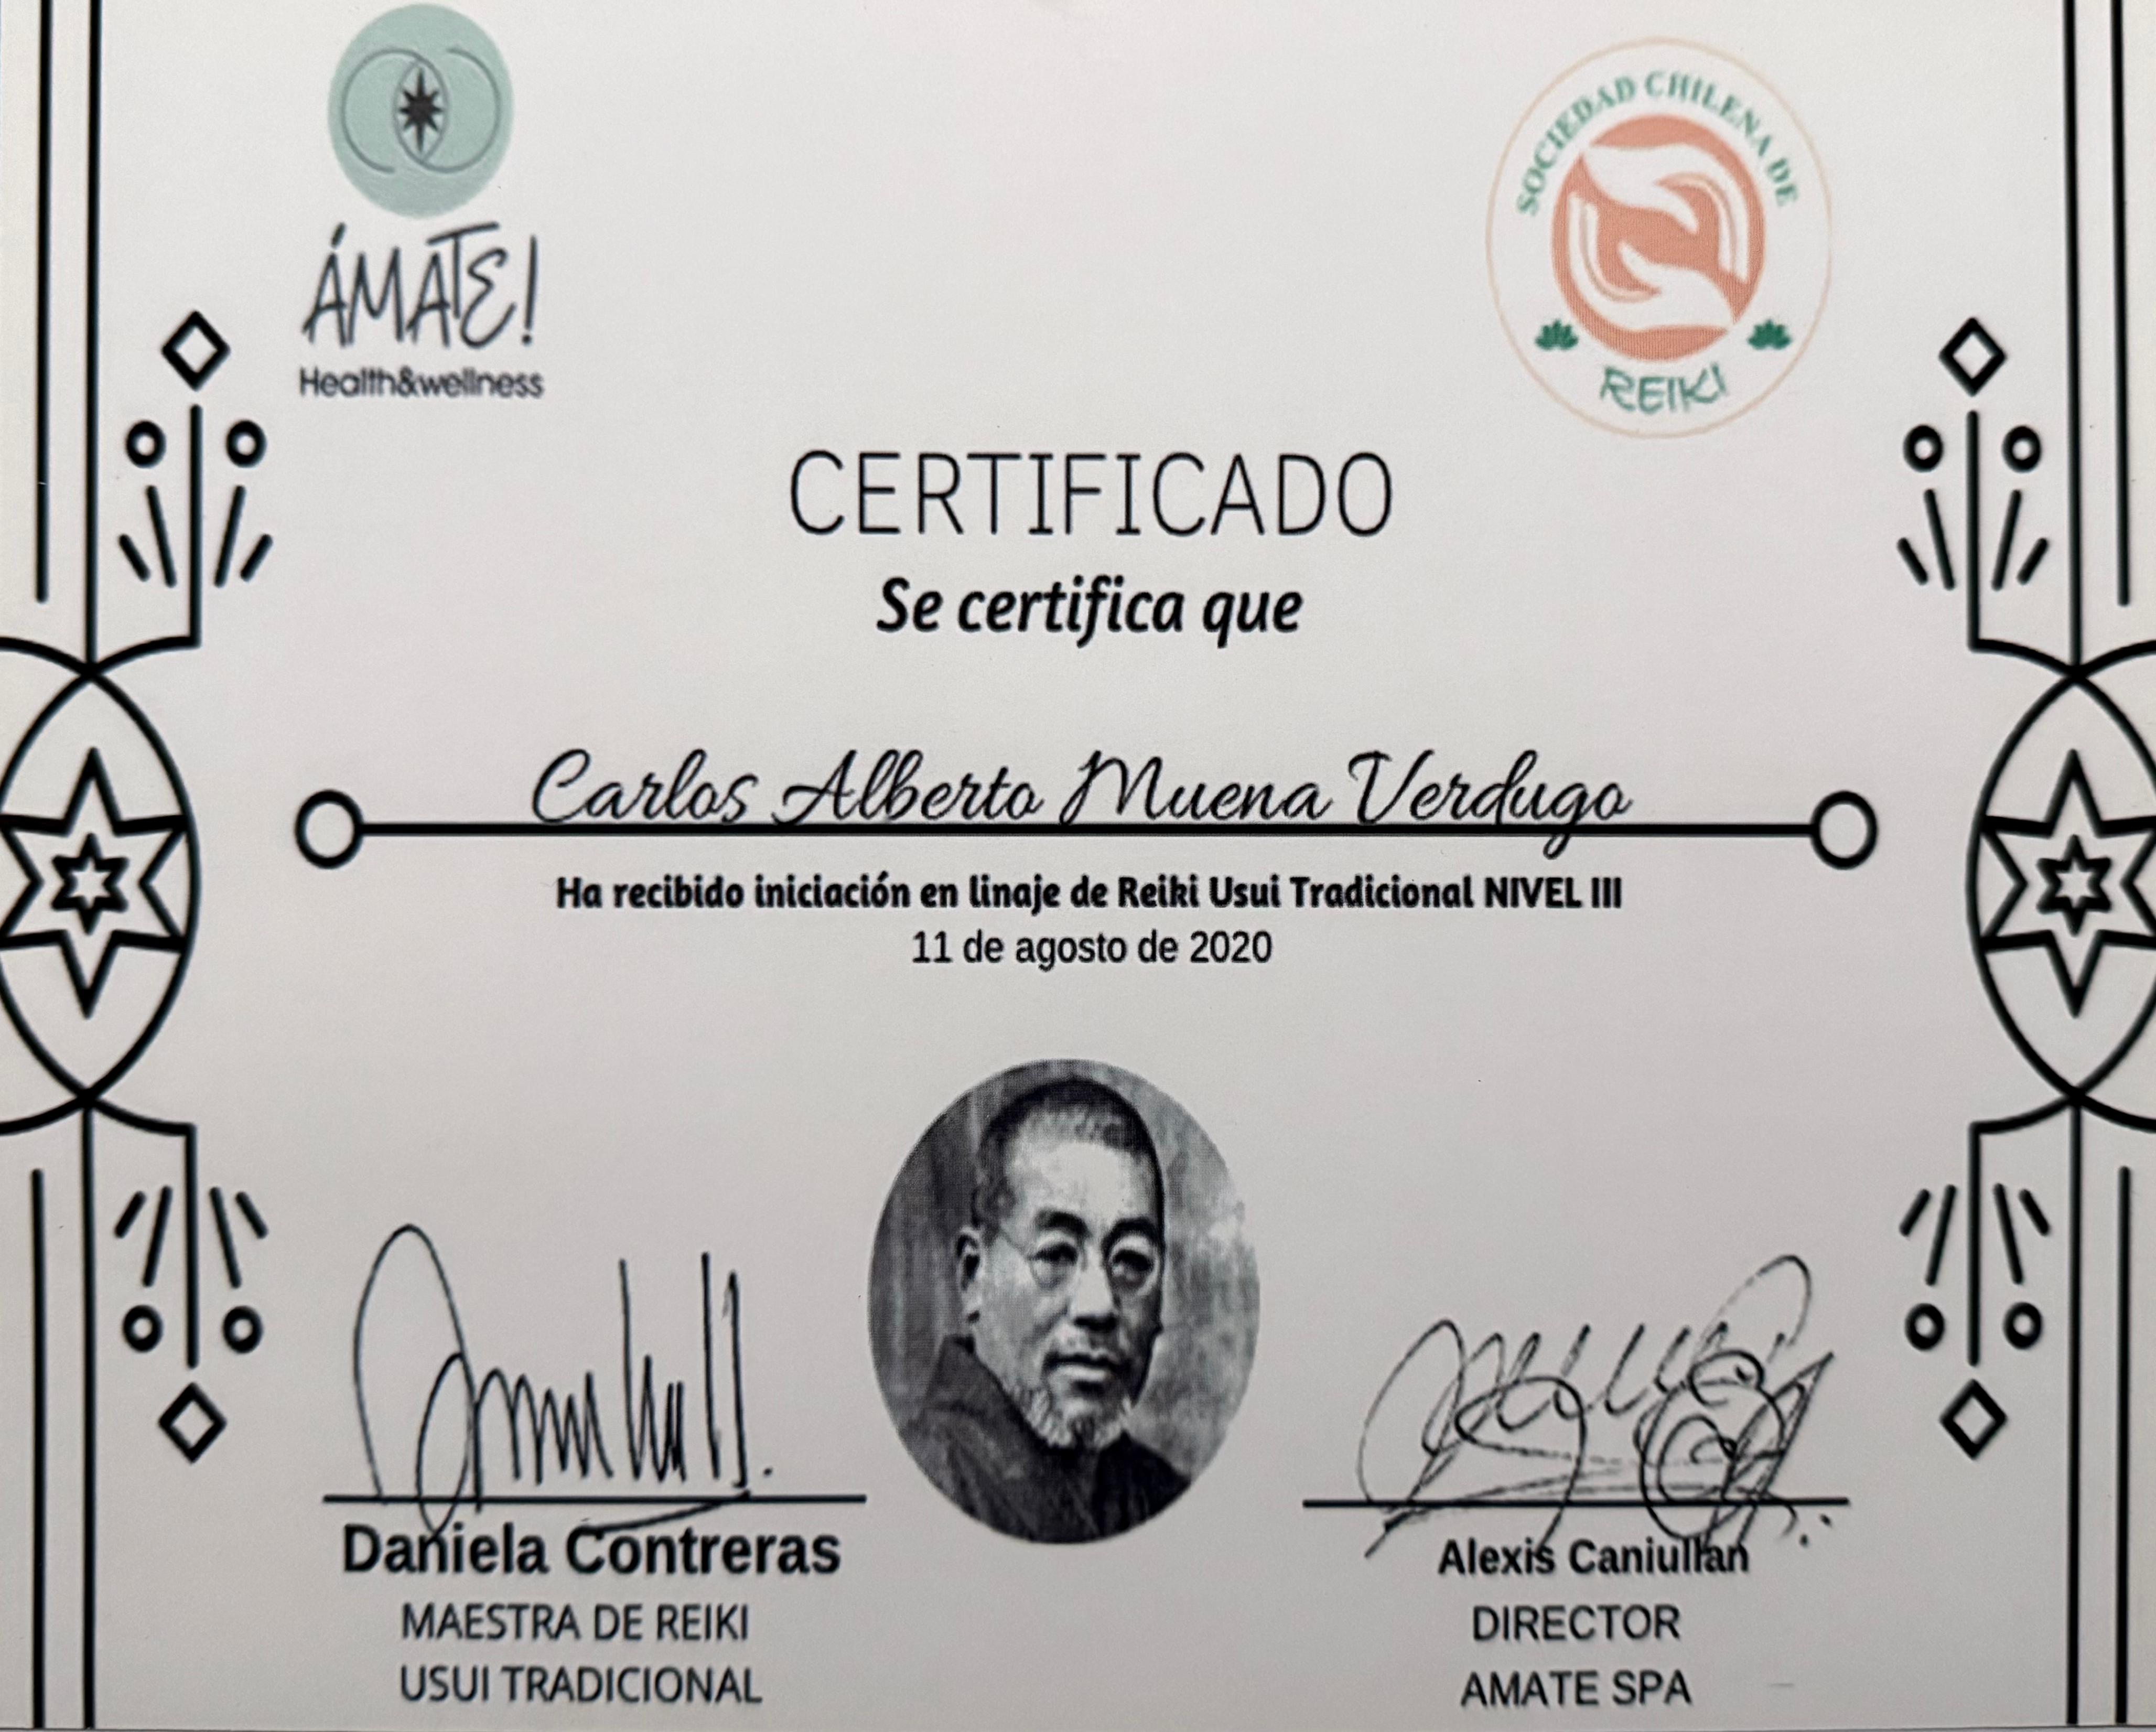 ÁMATE!
Health&wellness
SOCIEDAD CHILENA DE
REIKI
CERTIFICADO
Se certifica que
Carlos Alberto Muena Verdugo
Ha recibido iniciación en linaje de Reiki Usui Tradicional NIVEL III
11 de agosto de 2020
Daniela Contreras
MAESTRA DE REIKI
USUI TRADICIONAL
Alexis Caniullan
DIRECTOR
AMATE SPA